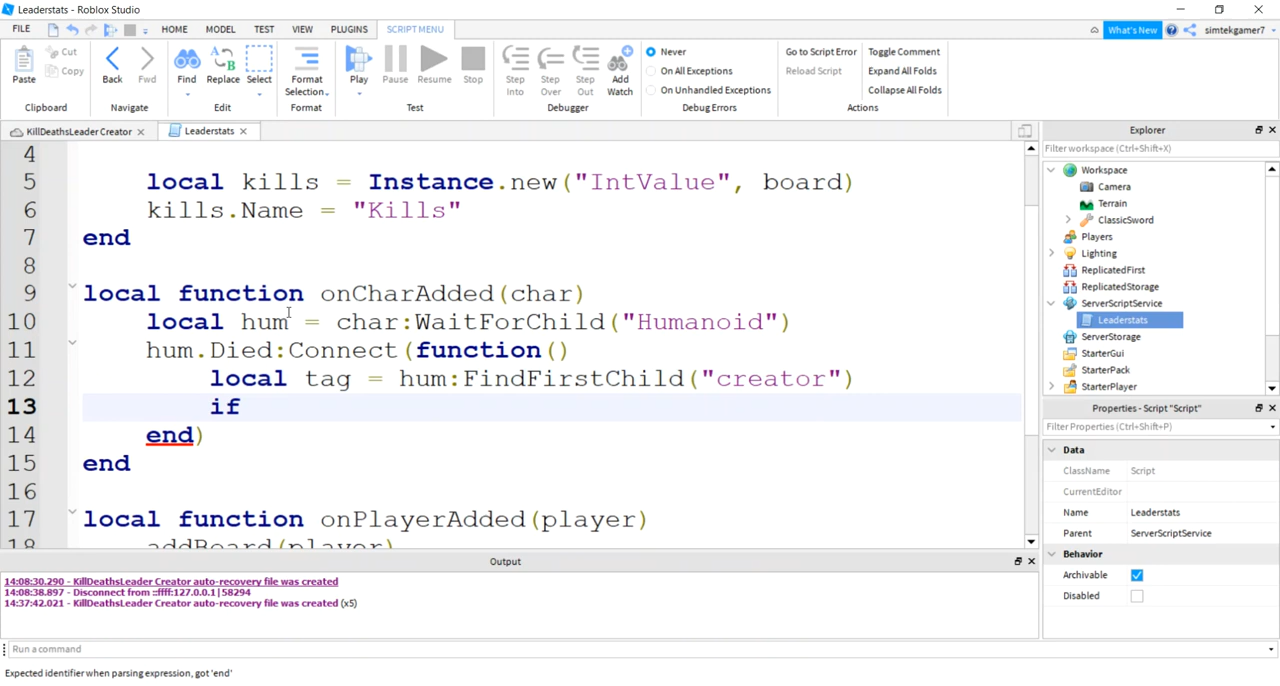 Leaderstats - Roblox Studio
FILE HOME MODEL TEST VIEW PLUGINS SCRIPT MENU What's New simtekgamer7
Paste Cut Copy Back Fwd Find Replace Select Format Selection Play Pause Resume Stop Step Into Step Over Step Out Add Watch
Never
On All Exceptions
On Unhandled Exceptions
Go to Script Error
Reload Script
Toggle Comment
Expand All Folds
Collapse All Folds
Clipboard Navigate Edit Format Test Debugger Debug Errors Actions
KillDeathsLeader Creator Leaderstats
4
5 local kills = Instance.new("IntValue", board)
6 kills.Name = "Kills"
7 end
8
9 local function onCharAdded(char)
10 local hum = char:WaitForChild("Humanoid")
11 hum.Died:Connect(function()
12 local tag = hum:FindFirstChild("creator")
13 if
14 end)
15 end
16
17 local function onPlayerAdded(player)
18 addBoard(player)
Explorer
Filter workspace (Ctrl+Shift+X)
Workspace
Camera
Terrain
ClassicSword
Players
Lighting
ReplicatedFirst
ReplicatedStorage
ServerScriptService
Leaderstats
ServerStorage
StarterGui
StarterPack
StarterPlayer
Properties - Script "Script"
Filter Properties (Ctrl+Shift+P)
Data
ClassName Script
CurrentEditor
Name Leaderstats
Parent ServerScriptService
Behavior
Archivable
Disabled
Output
14:08:30.290 - KillDeathsLeader Creator auto-recovery file was created
14:08:38.897 - Disconnect from ::ffff:127.0.0.1|58294
14:37:42.021 - KillDeathsLeader Creator auto-recovery file was created (x5)
Run a command
Expected identifier when parsing expression, got 'end'